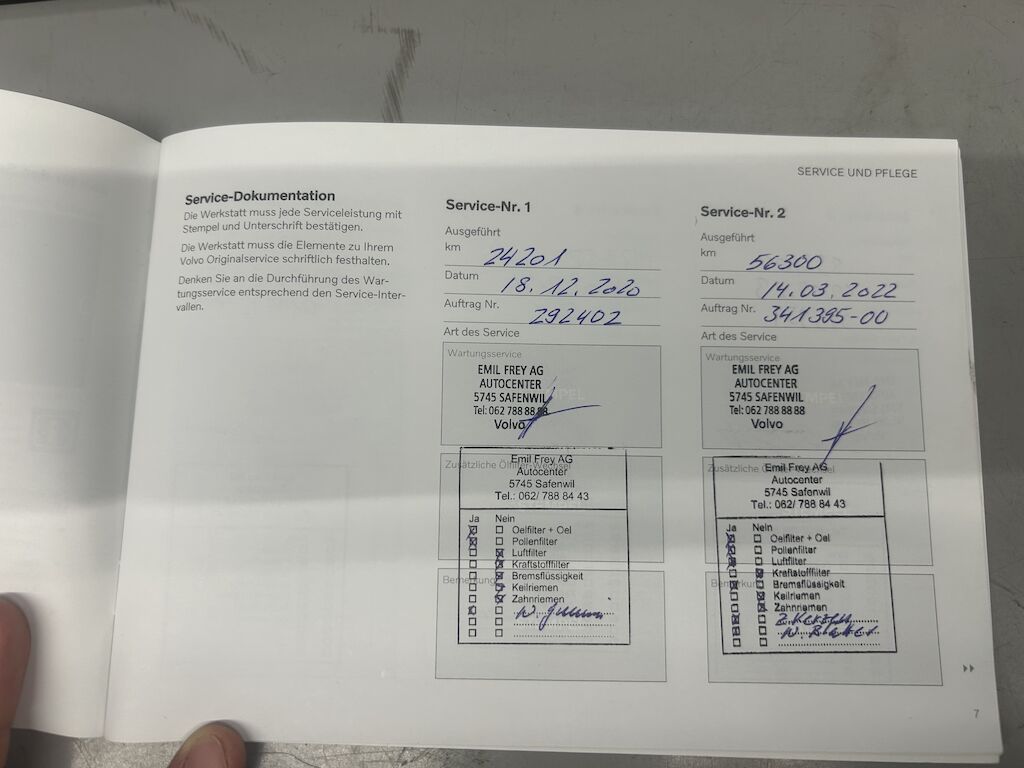 SERVICE UND PFLEGE
Service-Dokumentation
Die Werkstatt muss jede Serviceleistung mit
Stempel und Unterschrift bestätigen.
Die Werkstatt muss die Elemente zu Ihrem
Volvo Originalservice schriftlich festhalten.
Denken Sie an die Durchführung des War-
tungsservice entsprechend den Service-Inter-
vallen.
Service-Nr. 1
Ausgeführt
km 24201
Datum 18.12.2020
Auftrag Nr. 292402
Art des Service
Wartungsservice
EMIL FREY AG
AUTOCENTER
5745 SAFENWIL
Tel: 062 788 88 88
Volvo
Zusätzliche Ölfilter-Wechsel
Emil Frey AG
Autocenter
5745 Safenwil
Tel.: 062/ 788 84 43
Ja Nein
Oelfilter + Oel
Pollenfilter
Luftfilter
Kraftstofffilter
Bremsflüssigkeit
Keilriemen
Zahnriemen
Service-Nr. 2
Ausgeführt
km 56300
Datum 14.03.2022
Auftrag Nr. 341395-00
Art des Service
Wartungsservice
EMIL FREY AG
AUTOCENTER
5745 SAFENWIL
Tel: 062 788 88 88
Volvo
Emil Frey AG
Autocenter
5745 Safenwil
Tel.: 062/ 788 84 43
Ja Nein
Oelfilter + Oel
Pollenfilter
Luftfilter
Kraftstofffilter
Bremsflüssigkeit
Keilriemen
Zahnriemen
7